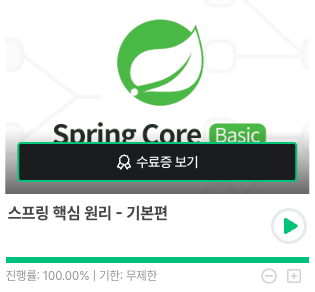 Spring Core Basic
수료증 보기
스프링 핵심 원리 - 기본편
진행률: 100.00% | 기한: 무제한